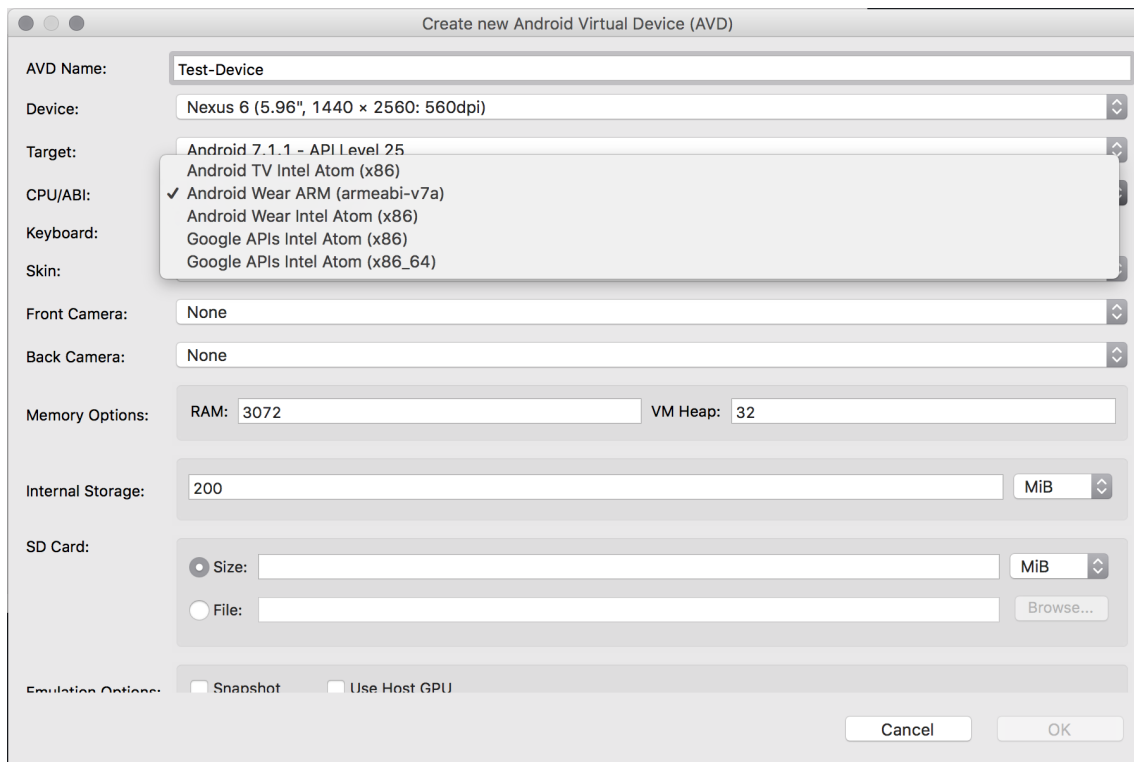 Create new Android Virtual Device (AVD)
AVD Name: Test-Device
Device: Nexus 6 (5.96", 1440 × 2560: 560dpi)
Target: Android 7.1.1 - API Level 25
Android TV Intel Atom (x86)
CPU/ABI: ✓ Android Wear ARM (armeabi-v7a)
Android Wear Intel Atom (x86)
Keyboard: Google APIs Intel Atom (x86)
Skin: Google APIs Intel Atom (x86_64)
Front Camera: None
Back Camera: None
Memory Options: RAM: 3072 VM Heap: 32
Internal Storage: 200 MiB
SD Card:
Size: MiB
File: Browse...
Emulation Options: Snapshot Use Host GPU
Cancel OK